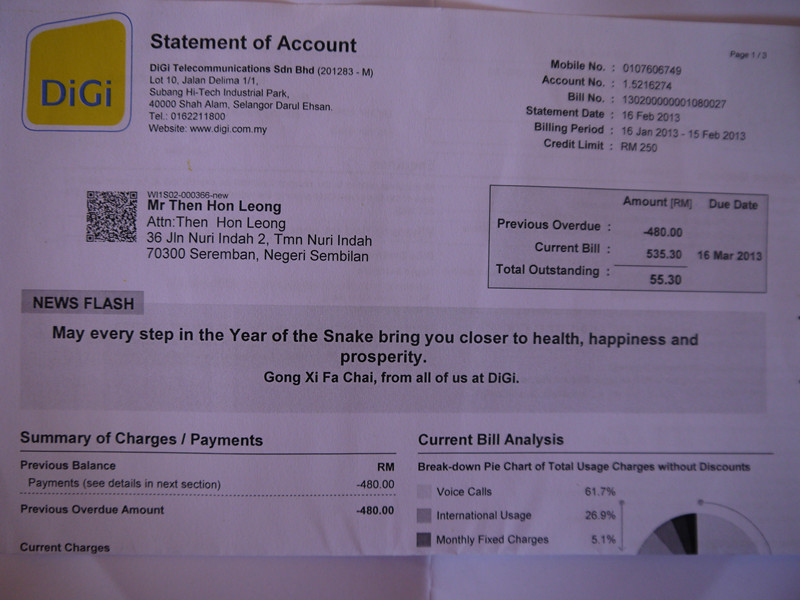 DiGi
Statement of Account
DiGi Telecommunications Sdn Bhd (201283 - M)
Lot 10, Jalan Delima 1/1,
Subang Hi-Tech Industrial Park,
40000 Shah Alam, Selangor Darul Ehsan.
Tel.: 0162211800
Website: www.digi.com.my
Page 1 / 3
Mobile No. : 0107606749
Account No. : 1.5216274
Bill No. : 130200000001080027
Statement Date : 16 Feb 2013
Billing Period : 16 Jan 2013 - 15 Feb 2013
Credit Limit : RM 250
WI1S02-000366-new
Mr Then Hon Leong
Attn:Then Hon Leong
36 Jln Nuri Indah 2, Tmn Nuri Indah
70300 Seremban, Negeri Sembilan
Amount [RM] Due Date
Previous Overdue : -480.00
Current Bill : 535.30 16 Mar 2013
Total Outstanding : 55.30
NEWS FLASH
May every step in the Year of the Snake bring you closer to health, happiness and
prosperity.
Gong Xi Fa Chai, from all of us at DiGi.
Summary of Charges / Payments
Previous Balance RM
Payments (see details in next section) -480.00
Previous Overdue Amount -480.00
Current Charges
Current Bill Analysis
Break-down Pie Chart of Total Usage Charges without Discounts
Voice Calls 61.7%
International Usage 26.9%
Monthly Fixed Charges 5.1%